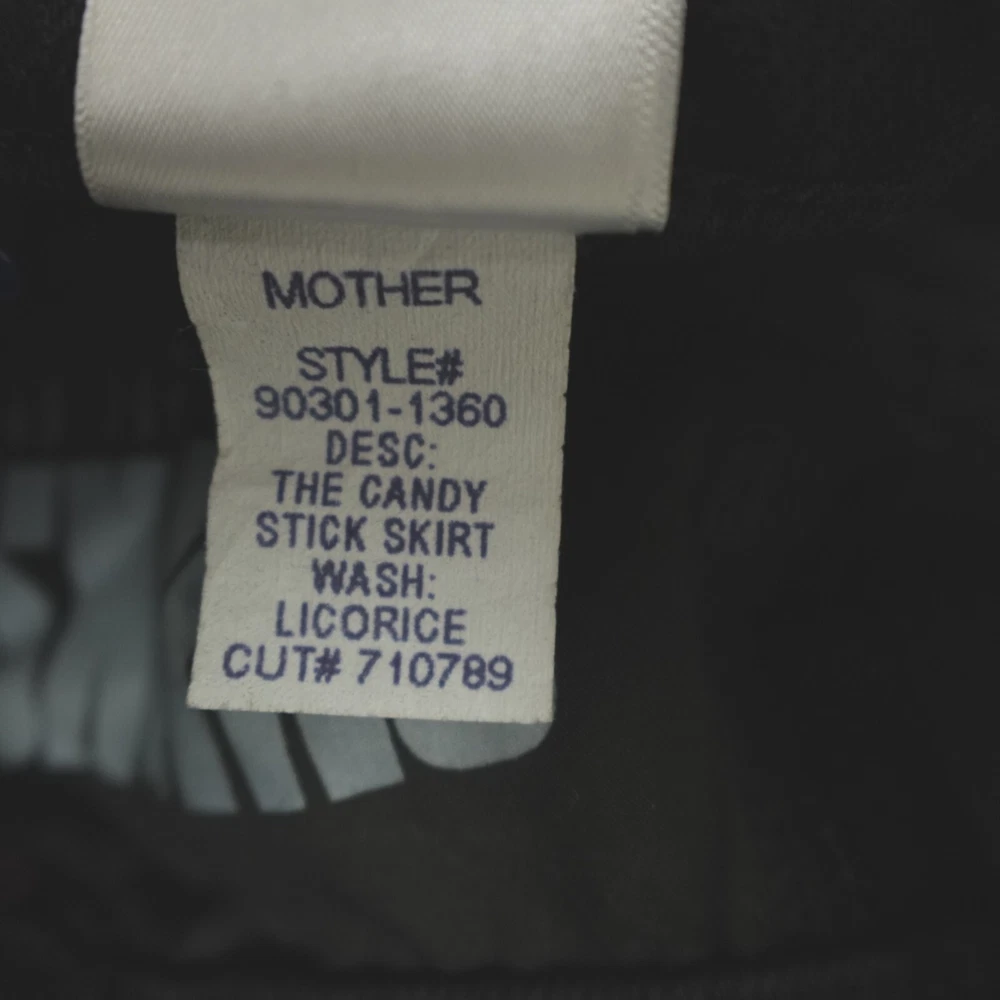 MOTHER
STYLE#
90301-1360
DESC:
THE CANDY
STICK SKIRT
WASH:
LICORICE
CUT# 710789